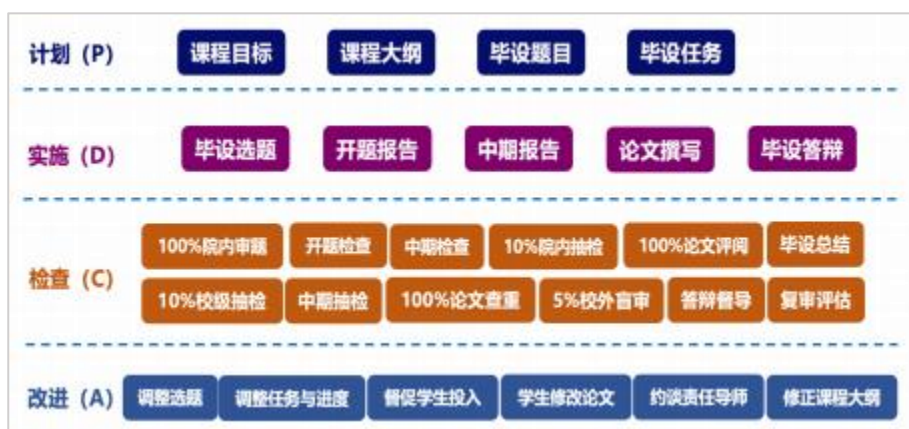 计划（P） 课程目标 课程大纲 毕设题目 毕设任务
实施（D） 毕设选题 开题报告 中期报告 论文撰写 毕设答辩
检查（C）
100%院内审题 开题检查 中期检查 10%院内抽检 100%论文评阅 毕设总结
10%校级抽检 中期抽检 100%论文查重 5%校外盲审 答辩督导 复审评估
改进（A） 调整选题 调整任务与进度 督促学生投入 学生修改论文 约谈责任导师 修正课程大纲